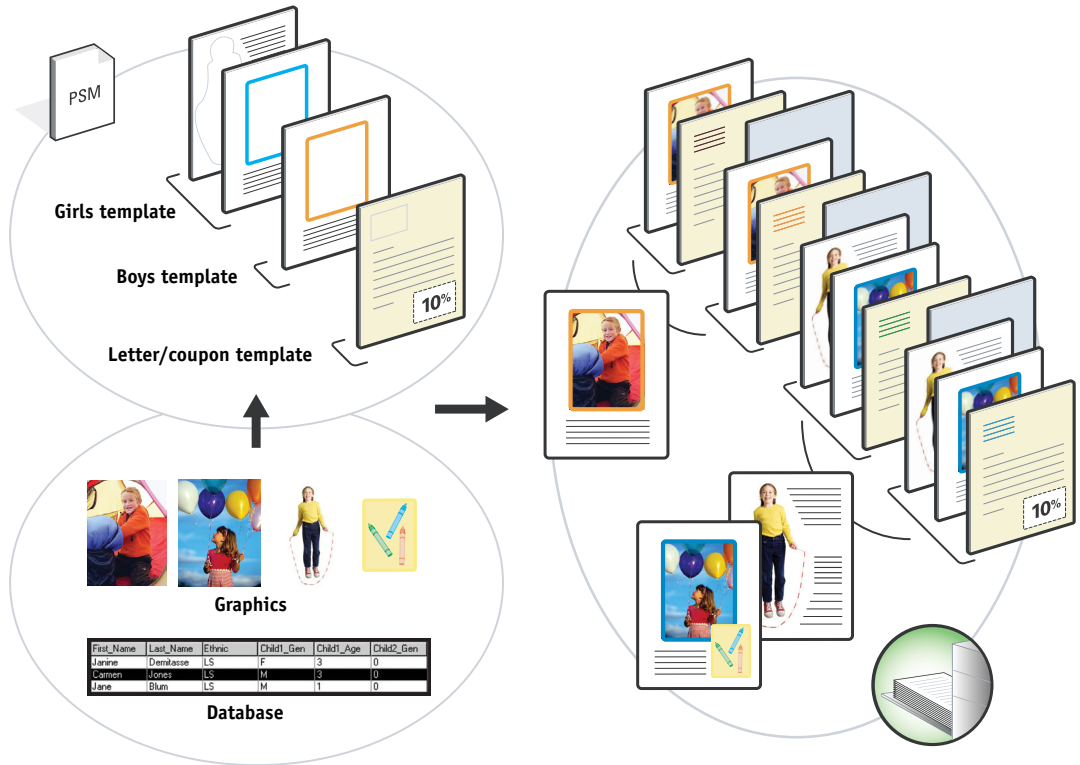 PSM
Girls template
Boys template
10%
Letter/coupon template
Graphics
First_Name Last_Name Ethnic Child1_Gen Child1_Age Child2_Gen
Janine Demitasse LS F 3 0
Carmen Jones LS M 3 0
Jane Blum LS M 1 0
Database
10%